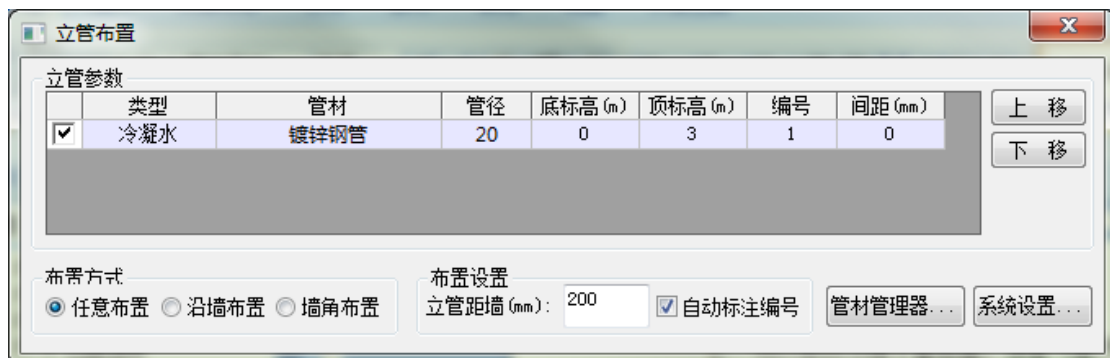 立管布置
立管参数
类型 管材 管径 底标高(m) 顶标高(m) 编号 间距(mm)
冷凝水 镀锌钢管 20 0 3 1 0
上 移
下 移
布置方式
任意布置 沿墙布置 墙角布置
布置设置
立管距墙(mm): 200 自动标注编号
管材管理器... 系统设置...